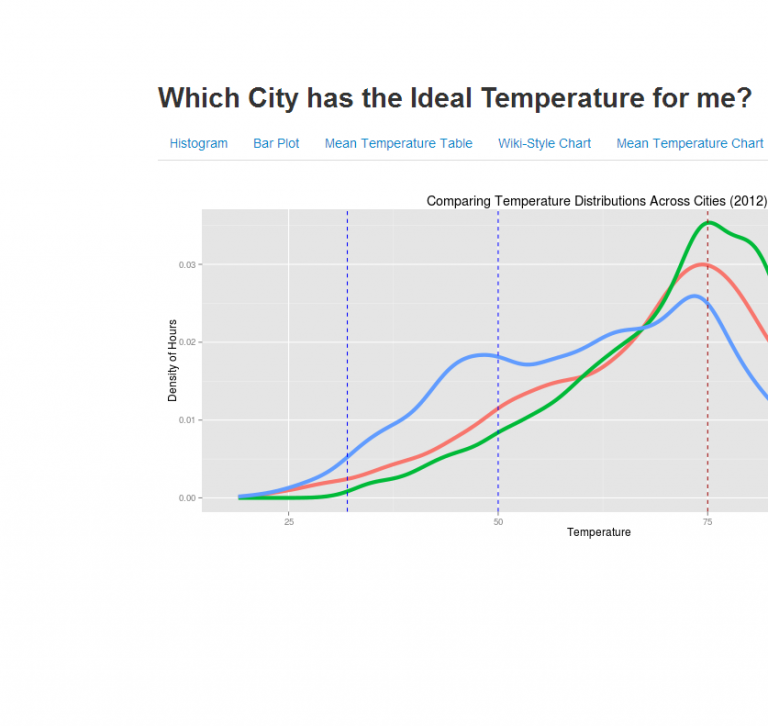 Which City has the Ideal Temperature for me?
Histogram Bar Plot Mean Temperature Table Wiki-Style Chart Mean Temperature Chart
Comparing Temperature Distributions Across Cities (2012)
Density of Hours
0.03
0.02
0.01
0.00
25 50 75
Temperature